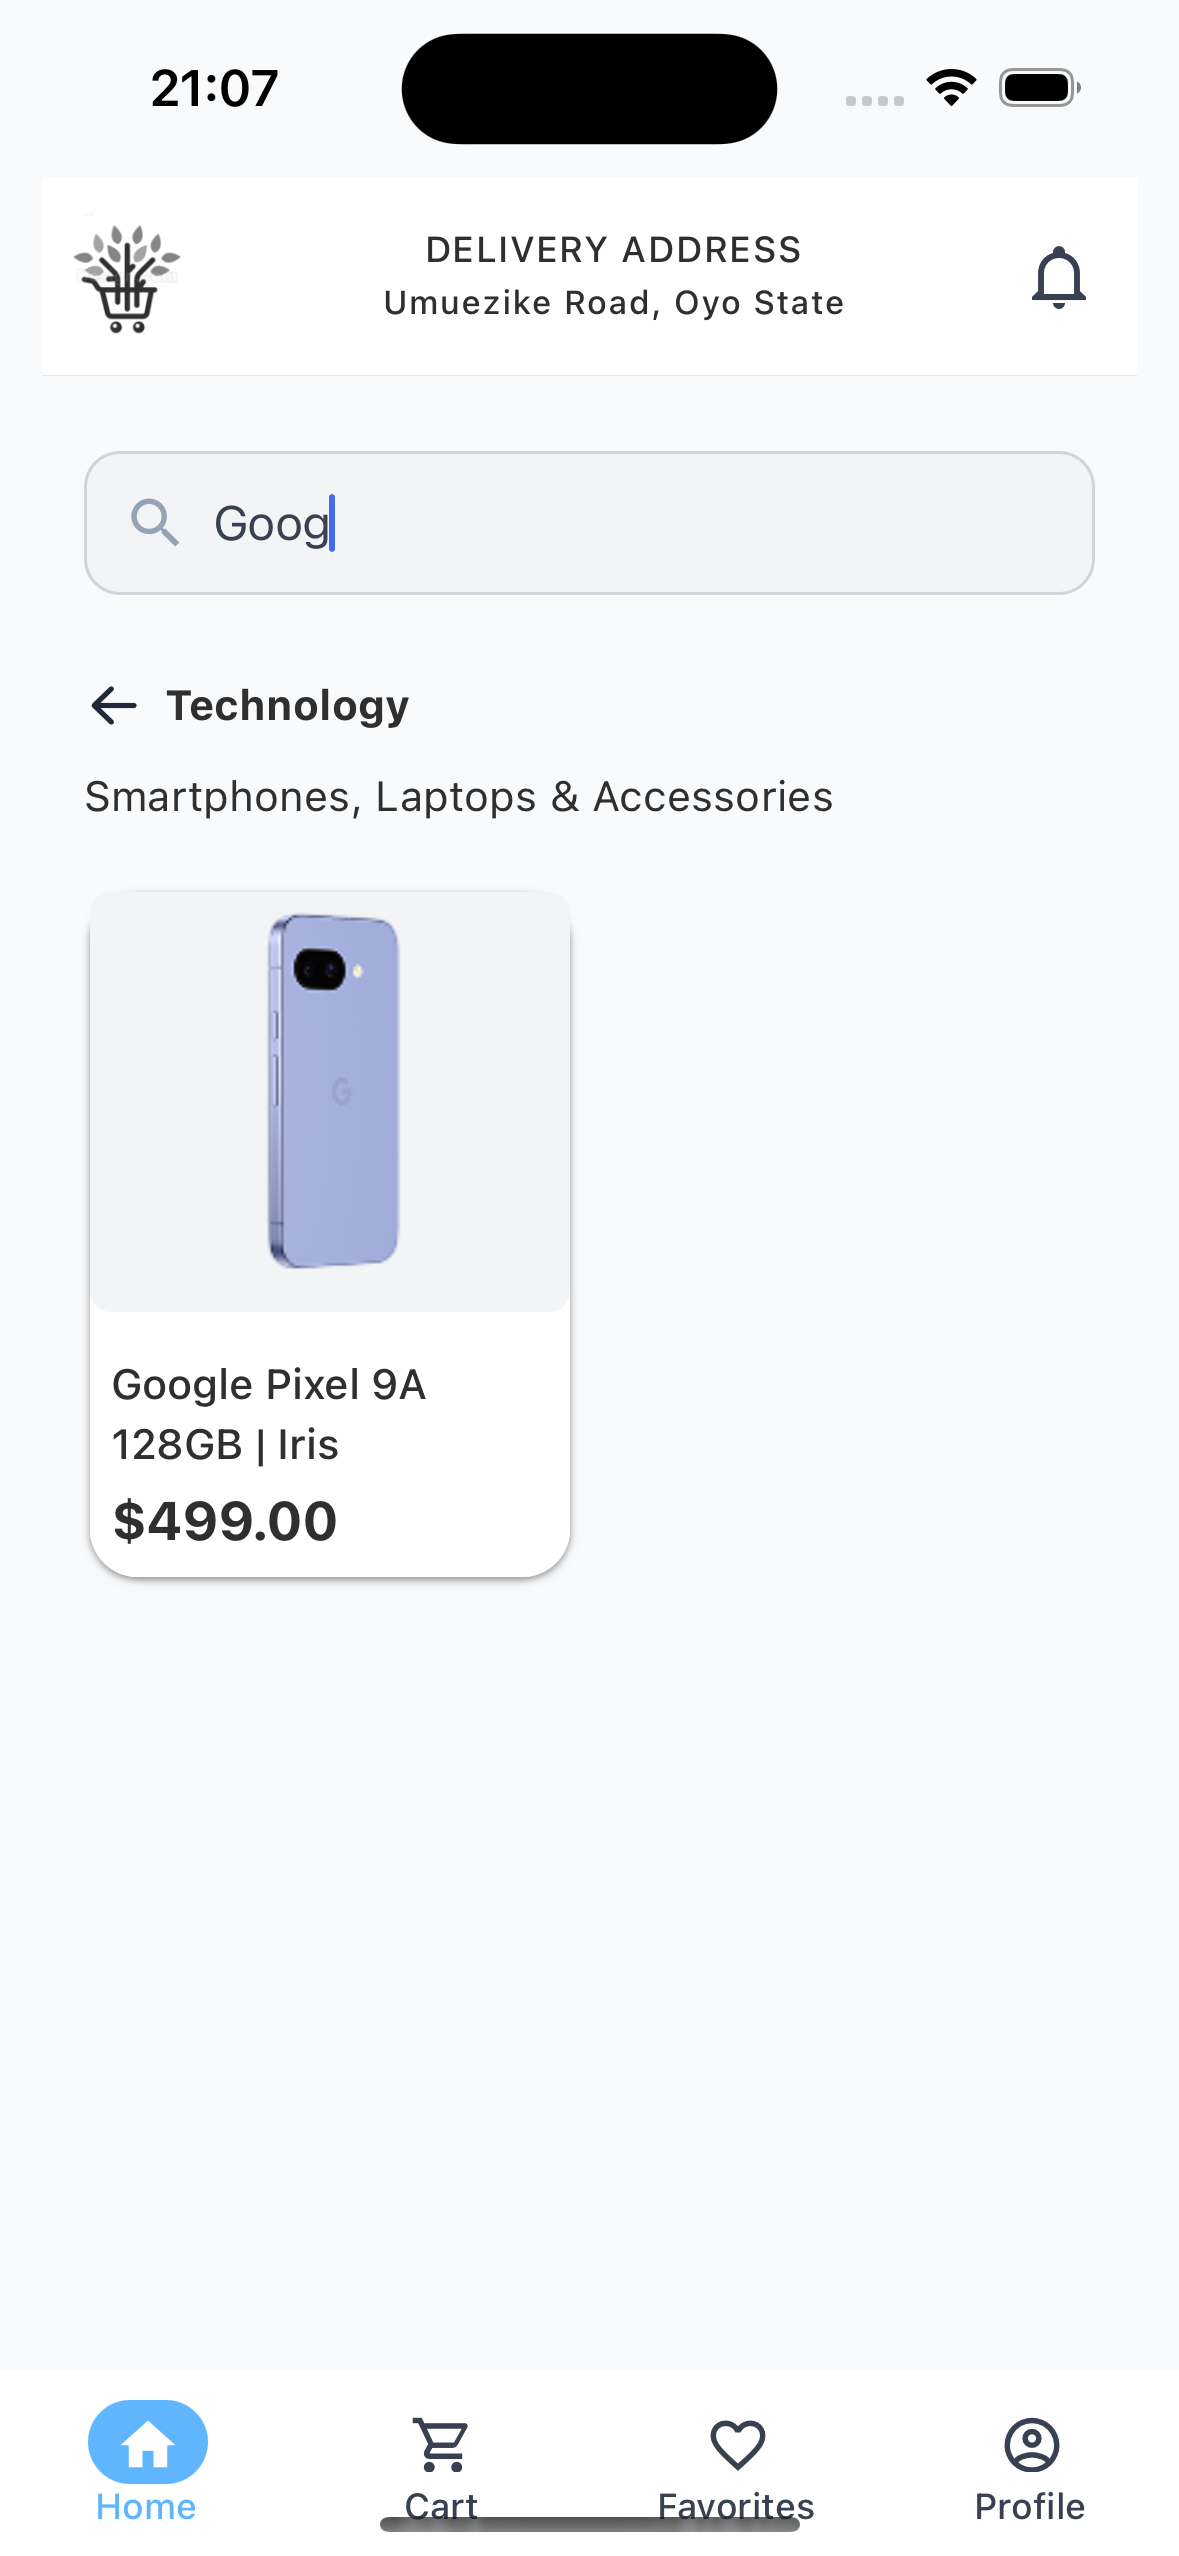 21:07
DELIVERY ADDRESS
Umuezike Road, Oyo State
Goog
Technology
Smartphones, Laptops & Accessories
G
Google Pixel 9A
128GB | Iris
$499.00
Home
Cart
Favorites
Profile